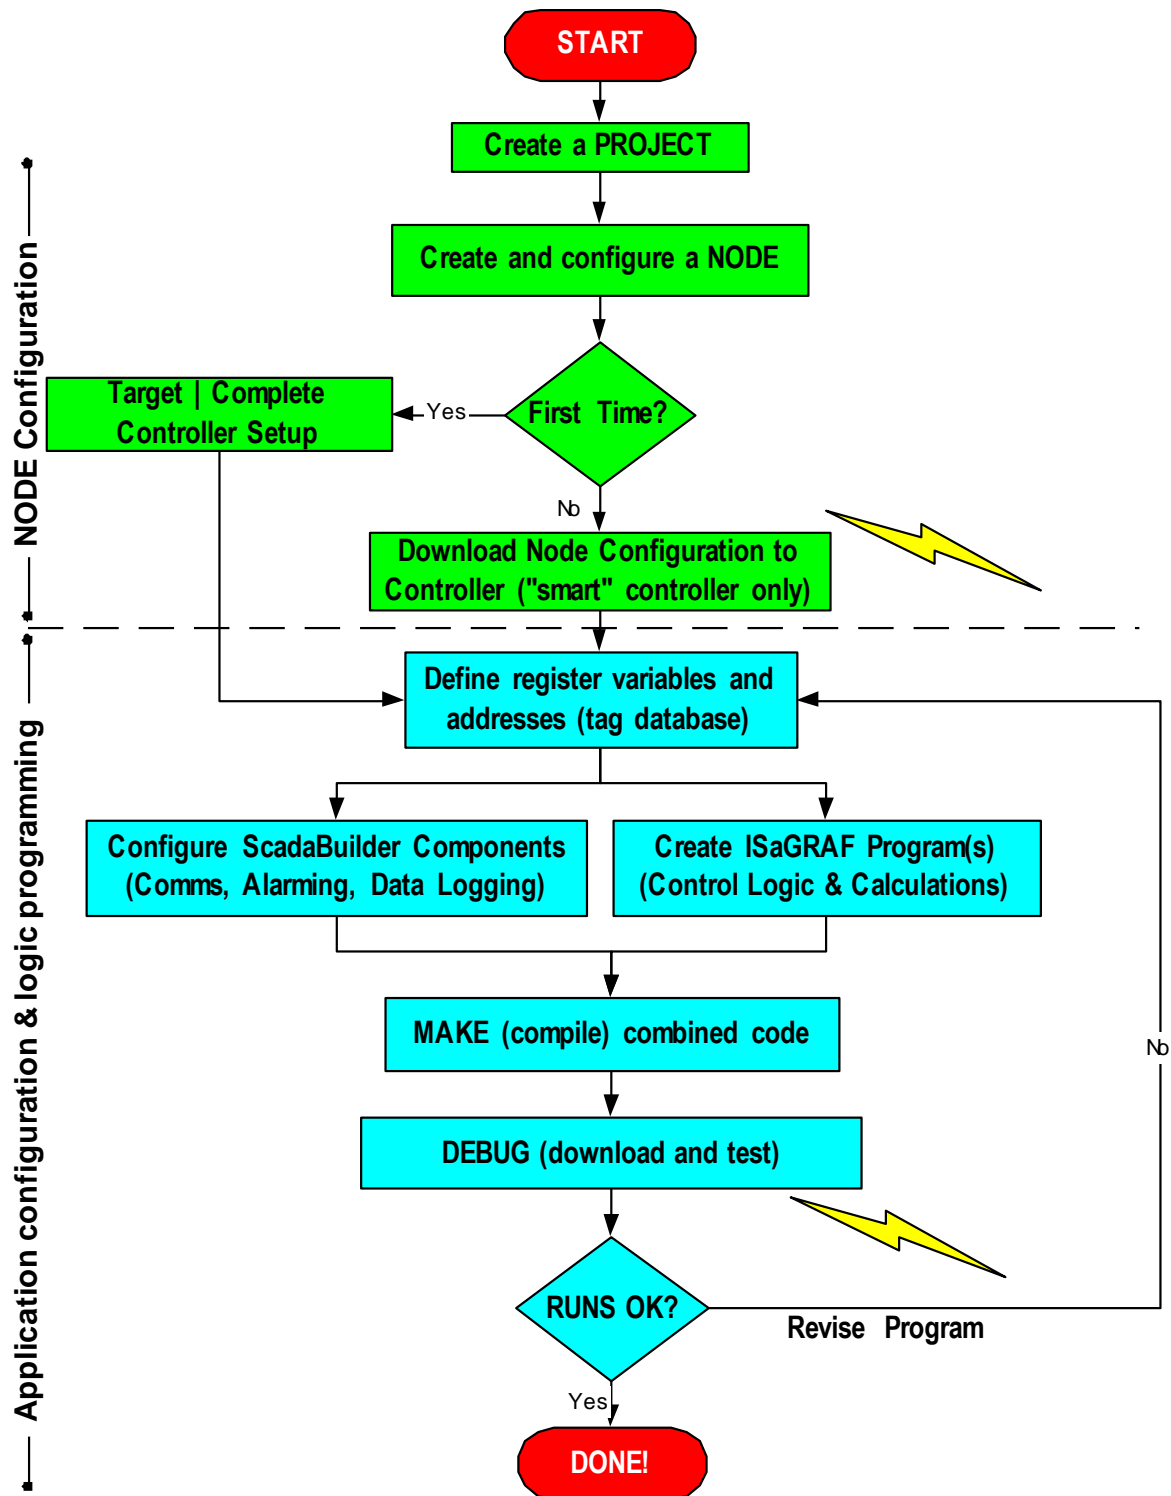 START
Create a PROJECT
Create and configure a NODE
First Time?
Yes
Target | Complete
Controller Setup
No
Download Node Configuration to
Controller ("smart" controller only)
NODE Configuration
Define register variables and
addresses (tag database)
Configure ScadaBuilder Components
(Comms, Alarming, Data Logging)
Create ISaGRAF Program(s)
(Control Logic & Calculations)
MAKE (compile) combined code
DEBUG (download and test)
RUNS OK?
Revise Program
No
Yes
DONE!
Application configuration & logic programming